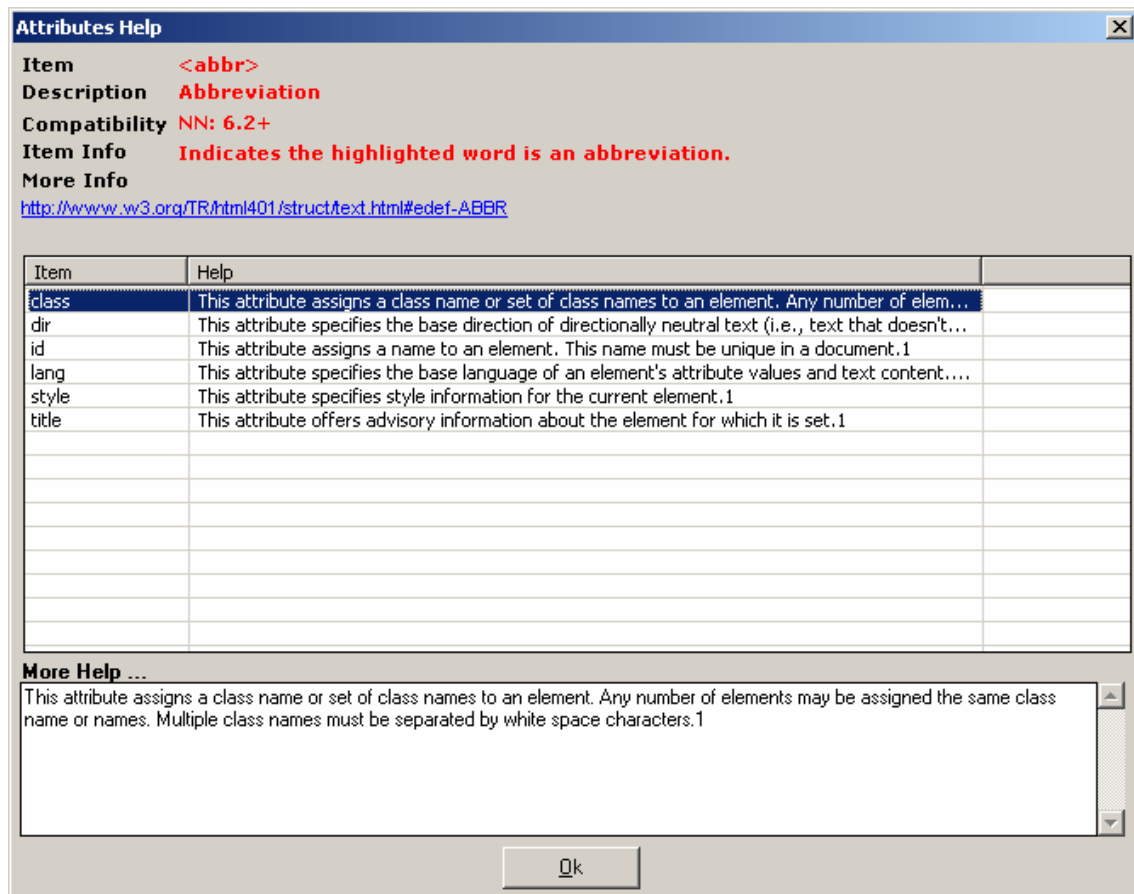 Attributes Help
Item <abbr>
Description Abbreviation
Compatibility NN: 6.2+
Item Info Indicates the highlighted word is an abbreviation.
More Info
http://www.w3.org/TR/html401/struct/text.html#edef-ABBR
Item Help
class This attribute assigns a class name or set of class names to an element. Any number of elem...
dir This attribute specifies the base direction of directionally neutral text (i.e., text that doesn't...
id This attribute assigns a name to an element. This name must be unique in a document.1
lang This attribute specifies the base language of an element's attribute values and text content....
style This attribute specifies style information for the current element.1
title This attribute offers advisory information about the element for which it is set.1
More Help ...
This attribute assigns a class name or set of class names to an element. Any number of elements may be assigned the same class
name or names. Multiple class names must be separated by white space characters.1
Ok